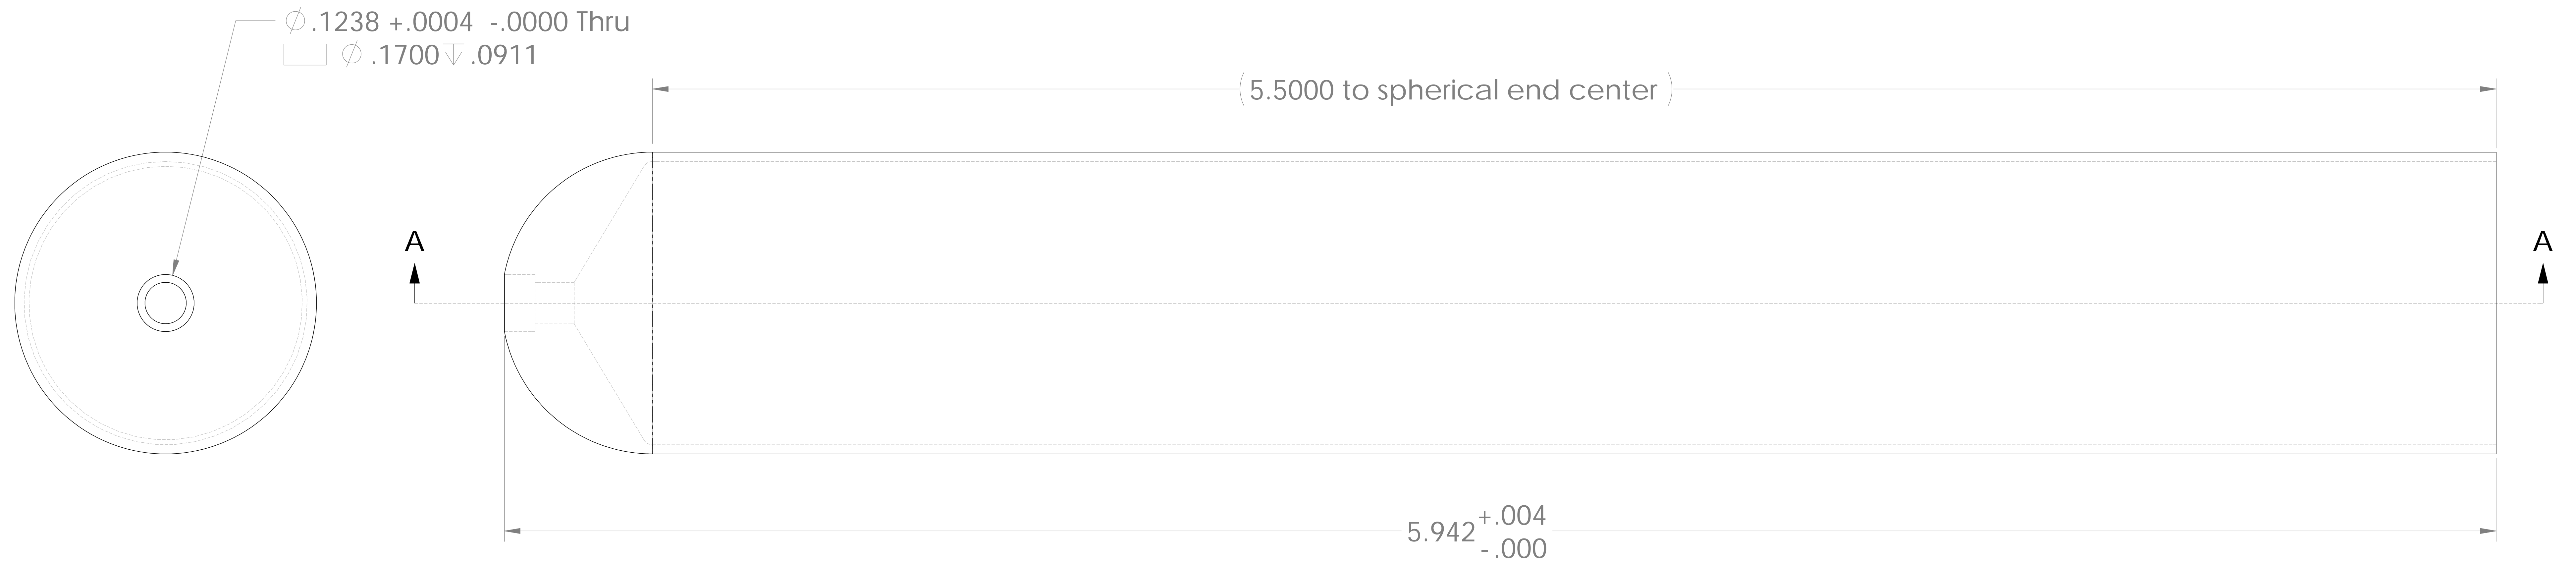 ⌀.1238 +.0004 -.0000 Thru
⌴ ⌀ .1700 ↧ .0911
(5.5000 to spherical end center)
A
A
5.942 +.004
-.000